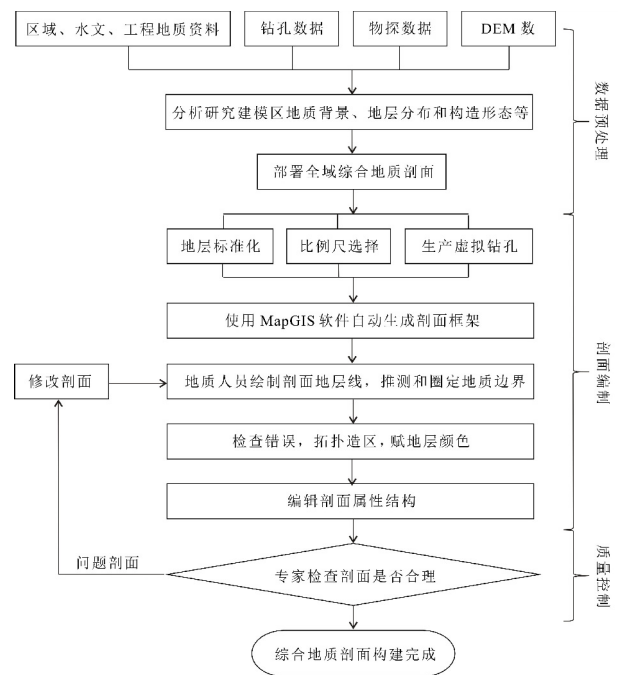 区域、水文、工程地质资料
钻孔数据
物探数据
DEM 数
分析研究建模区地质背景、地层分布和构造形态等
部署全域综合地质剖面
数据预处理
地层标准化
比例尺选择
生产虚拟钻孔
使用 MapGIS 软件自动生成剖面框架
修改剖面
地质人员绘制剖面地层线，推测和圈定地质边界
检查错误，拓扑造区，赋地层颜色
编辑剖面属性结构
剖面编制
问题剖面
专家检查剖面是否合理
质量控制
综合地质剖面构建完成